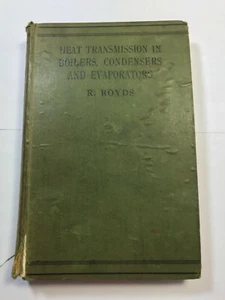 HEAT TRANSMISSION IN
BOILERS, CONDENSERS
AND EVAPORATORS
R. ROYDS